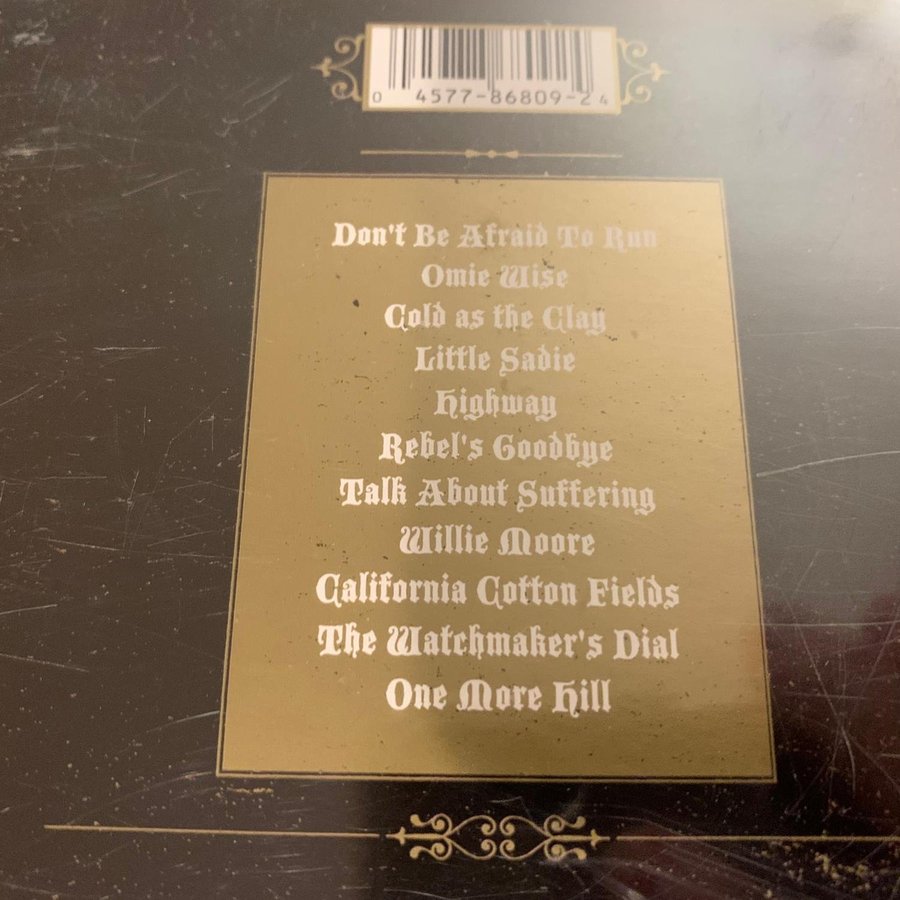 0 4577-86809-2 4
Don't Be Afraid To Run
Omie Wise
Cold as the Clay
Little Sadie
Highway
Rebel's Goodbye
Talk About Suffering
Willie Moore
California Cotton Fields
The Watchmaker's Dial
One More Hill